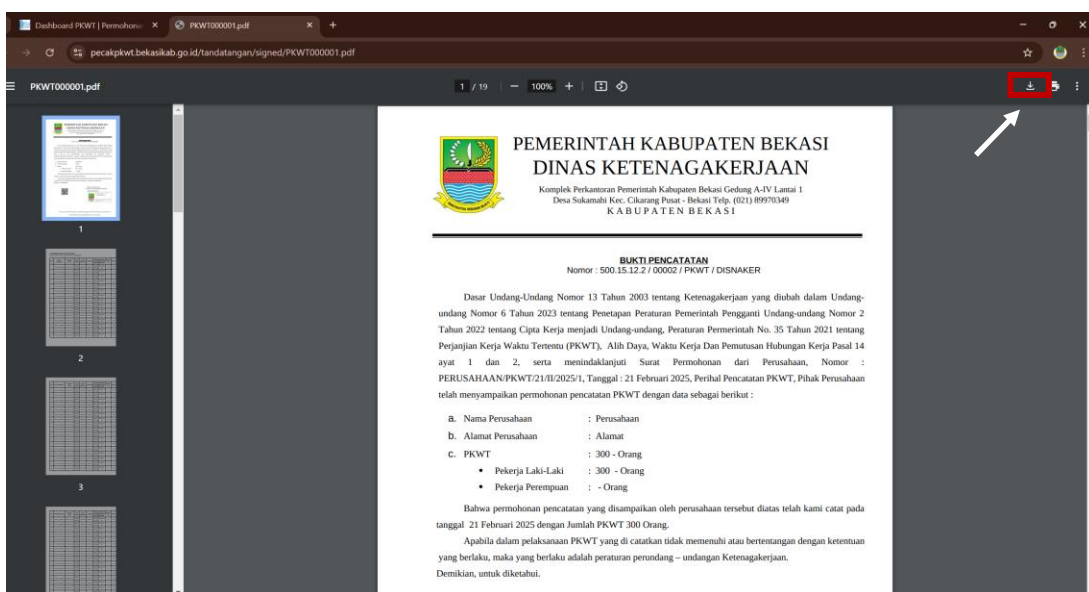 Dashboard PKWT | Permohonan
PKWT000001.pdf
pecakpkwt.bekasikab.go.id/tandatangan/signed/PKWT000001.pdf
PKWT000001.pdf
1 / 19
100%
1
2
3
PEMERINTAH KABUPATEN BEKASI
DINAS KETENAGAKERJAAN
Komplek Perkantoran Pemerintah Kabupaten Bekasi Gedung A-IV Lantai 1
Desa Sukamahi Kec. Cikarang Pusat - Bekasi Telp. (021) 89970349
KABUPATEN BEKASI
BUKTI PENCATATAN
Nomor : 500.15.12.2 / 00002 / PKWT / DISNAKER
Dasar Undang-Undang Nomor 13 Tahun 2003 tentang Ketenagakerjaan yang diubah dalam Undang-
undang Nomor 6 Tahun 2023 tentang Penetapan Peraturan Pemerintah Pengganti Undang-undang Nomor 2
Tahun 2022 tentang Cipta Kerja menjadi Undang-undang, Peraturan Permerintah No. 35 Tahun 2021 tentang
Perjanjian Kerja Waktu Tertentu (PKWT), Alih Daya, Waktu Kerja Dan Pemutusan Hubungan Kerja Pasal 14
ayat 1 dan 2, serta menindaklanjuti Surat Permohonan dari Perusahaan, Nomor :
PERUSAHAAN/PKWT/21/II/2025/1, Tanggal : 21 Februari 2025, Perihal Pencatatan PKWT, Pihak Perusahaan
telah menyampaikan permohonan pencatatan PKWT dengan data sebagai berikut :
a. Nama Perusahaan : Perusahaan
b. Alamat Perusahaan : Alamat
c. PKWT : 300 - Orang
• Pekerja Laki-Laki : 300 - Orang
• Pekerja Perempuan : - Orang
Bahwa permohonan pencatatan yang disampaikan oleh perusahaan tersebut diatas telah kami catat pada
tanggal 21 Februari 2025 dengan Jumlah PKWT 300 Orang.
Apabila dalam pelaksanaan PKWT yang di catatkan tidak memenuhi atau bertentangan dengan ketentuan
yang berlaku, maka yang berlaku adalah peraturan perundang – undangan Ketenagakerjaan.
Demikian, untuk diketahui.